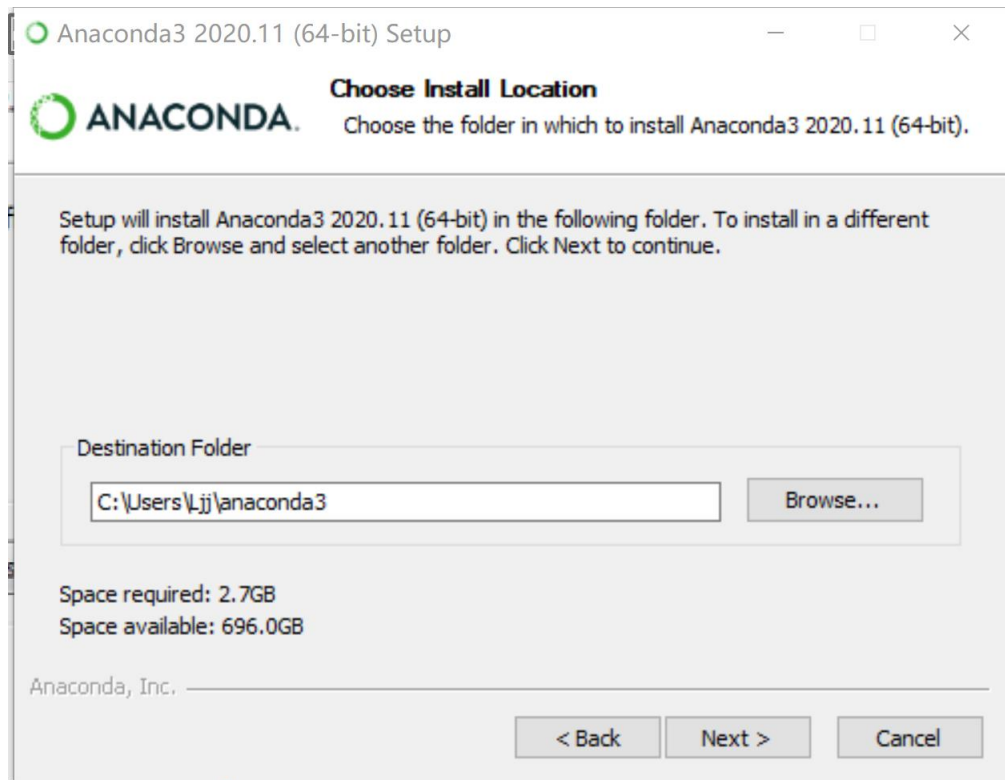 Anaconda3 2020.11 (64-bit) Setup
ANACONDA.
Choose Install Location
Choose the folder in which to install Anaconda3 2020.11 (64-bit).
Setup will install Anaconda3 2020.11 (64-bit) in the following folder. To install in a different
folder, click Browse and select another folder. Click Next to continue.
Destination Folder
C:\Users\Ljj\anaconda3
Browse...
Space required: 2.7GB
Space available: 696.0GB
Anaconda, Inc.
< Back
Next >
Cancel